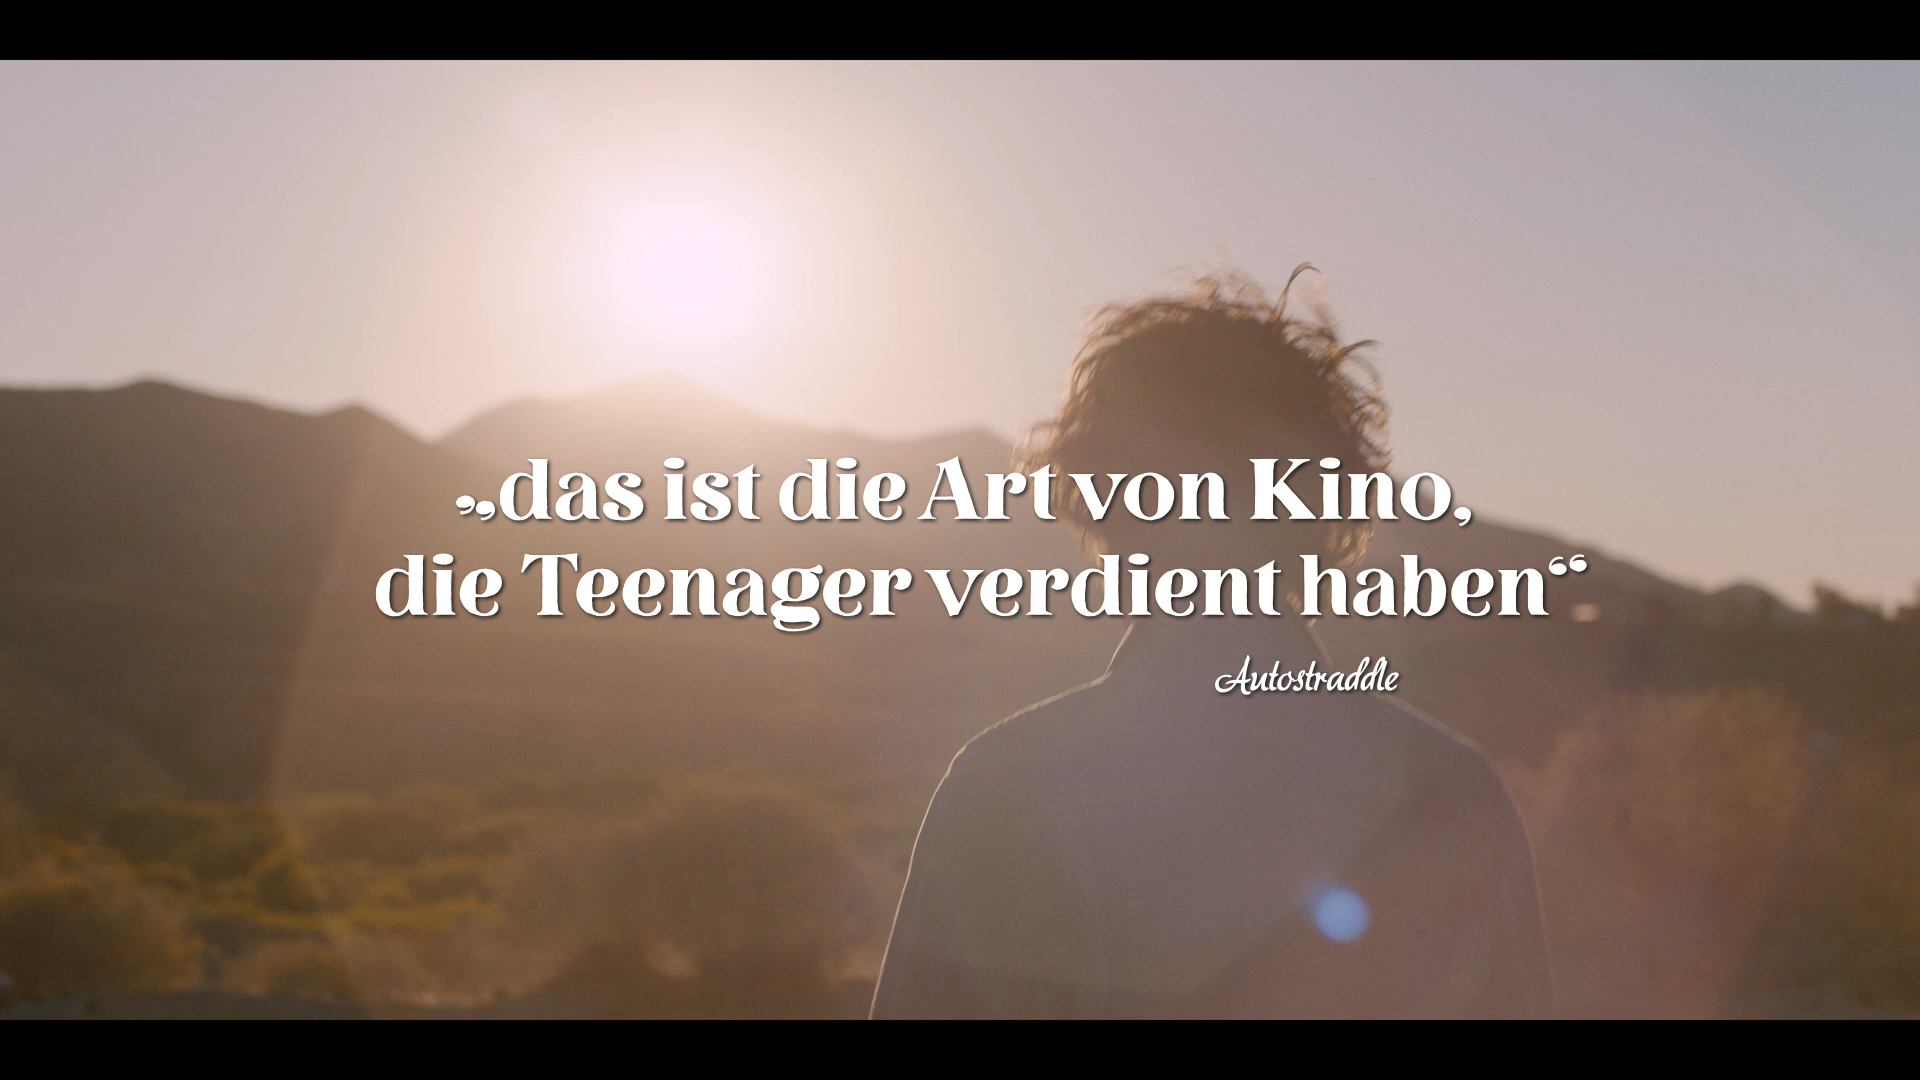 „das ist die Art von Kino,
die Teenager verdient haben“
Autostraddle